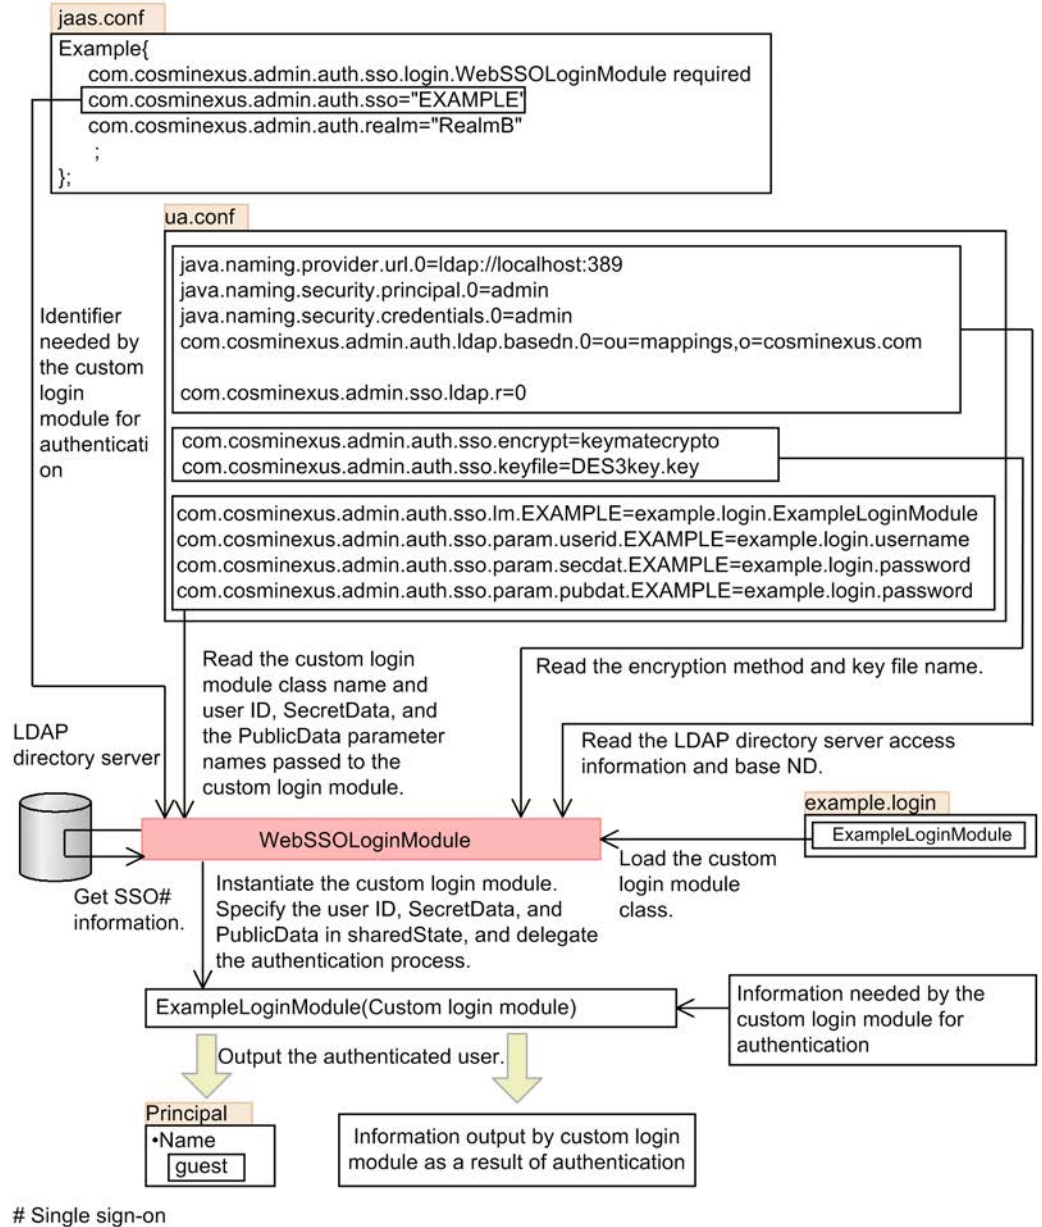 jaas.conf
Example{
com.cosminexus.admin.auth.sso.login.WebSSOLoginModule required
com.cosminexus.admin.auth.sso="EXAMPLE"
com.cosminexus.admin.auth.realm="RealmB"
;
};
ua.conf
java.naming.provider.url.0=ldap://localhost:389
java.naming.security.principal.0=admin
java.naming.security.credentials.0=admin
com.cosminexus.admin.auth.ldap.basedn.0=ou=mappings,o=cosminexus.com
com.cosminexus.admin.sso.ldap.r=0
Identifier
needed by
the custom
login
module for
authenticati
on
com.cosminexus.admin.auth.sso.encrypt=keymatecrypto
com.cosminexus.admin.auth.sso.keyfile=DES3key.key
com.cosminexus.admin.auth.sso.lm.EXAMPLE=example.login.ExampleLoginModule
com.cosminexus.admin.auth.sso.param.userid.EXAMPLE=example.login.username
com.cosminexus.admin.auth.sso.param.secdat.EXAMPLE=example.login.password
com.cosminexus.admin.auth.sso.param.pubdat.EXAMPLE=example.login.password
Read the custom login
module class name and
user ID, SecretData, and
the PublicData parameter
names passed to the
custom login module.
Read the encryption method and key file name.
Read the LDAP directory server access
information and base ND.
LDAP
directory server
example.login
ExampleLoginModule
WebSSOLoginModule
Load the custom
login module
class.
Get SSO#
information.
Instantiate the custom login module.
Specify the user ID, SecretData, and
PublicData in sharedState, and delegate
the authentication process.
ExampleLoginModule(Custom login module)
Information needed by the
custom login module for
authentication
Output the authenticated user.
Principal
•Name
guest
Information output by custom login
module as a result of authentication
# Single sign-on